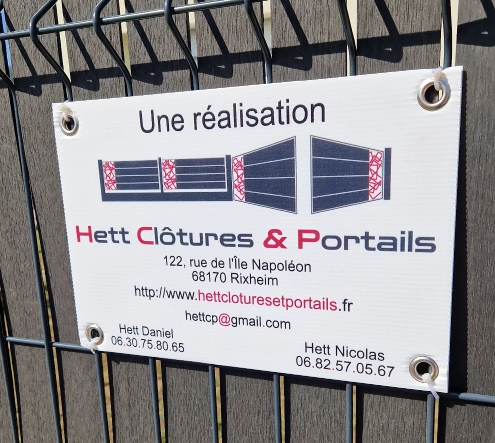 Une réalisation
Hett Clôtures & Portails
122, rue de l'Île Napoléon
68170 Rixheim
http://www.hettcloturesetportails.fr
hettcp@gmail.com
Hett Daniel
06.30.75.80.65
Hett Nicolas
06.82.57.05.67